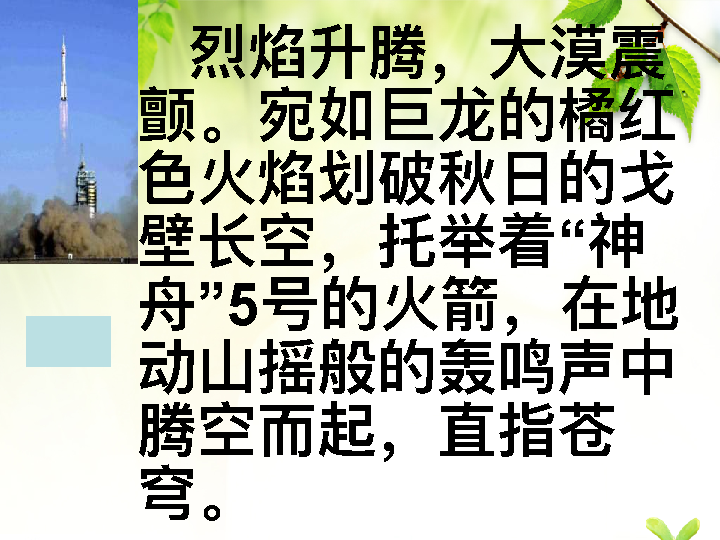 烈焰升腾，大漠震
颤。宛如巨龙的橘红
色火焰划破秋日的戈
壁长空，托举着“神
舟”5号的火箭，在地
动山摇般的轰鸣声中
腾空而起，直指苍
穹。